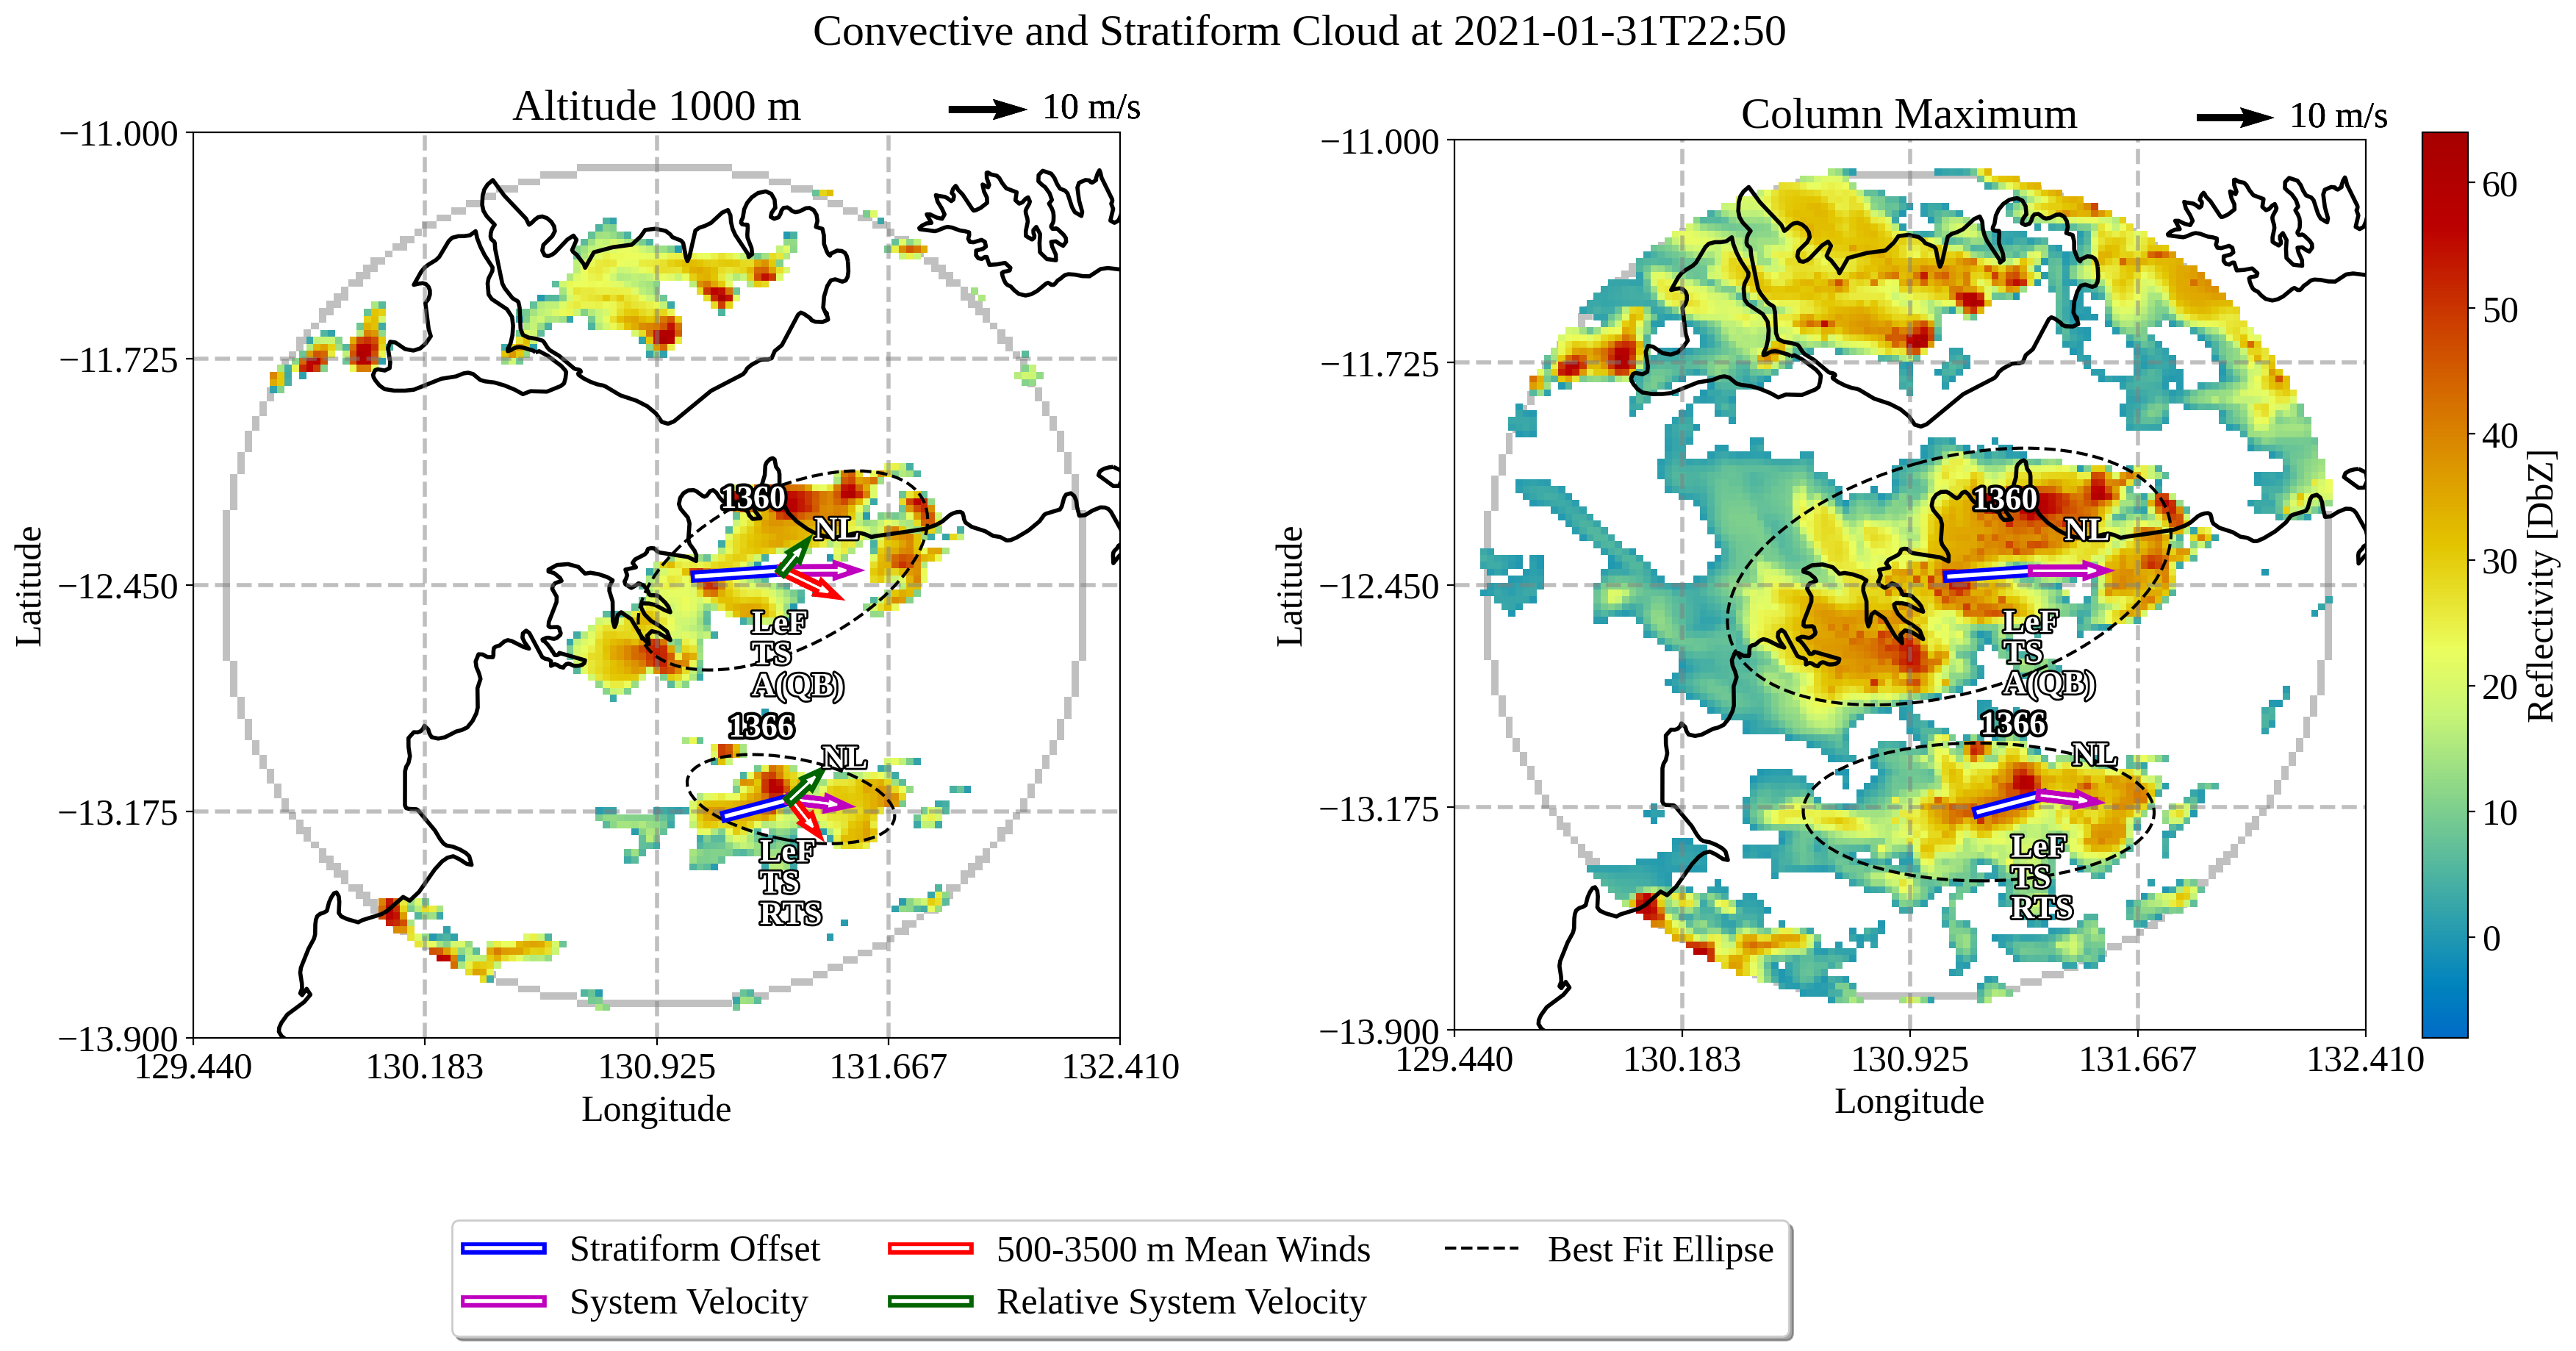 Convective and Stratiform Cloud at 2021-01-31T22:50
Altitude 1000 m
10 m/s
−11.000
−11.725
−12.450
−13.175
−13.900
129.440
130.183
130.925
131.667
132.410
Latitude
Longitude
1360
NL
LeF
TS
A(QB)
1366
NL
LeF
TS
RTS
Column Maximum
10 m/s
−11.000
−11.725
−12.450
−13.175
−13.900
129.440
130.183
130.925
131.667
132.410
Latitude
Longitude
1360
NL
LeF
TS
A(QB)
1366
NL
LeF
TS
RTS
60
50
40
30
20
10
0
Reflectivity [DbZ]
Stratiform Offset
System Velocity
500-3500 m Mean Winds
Relative System Velocity
Best Fit Ellipse